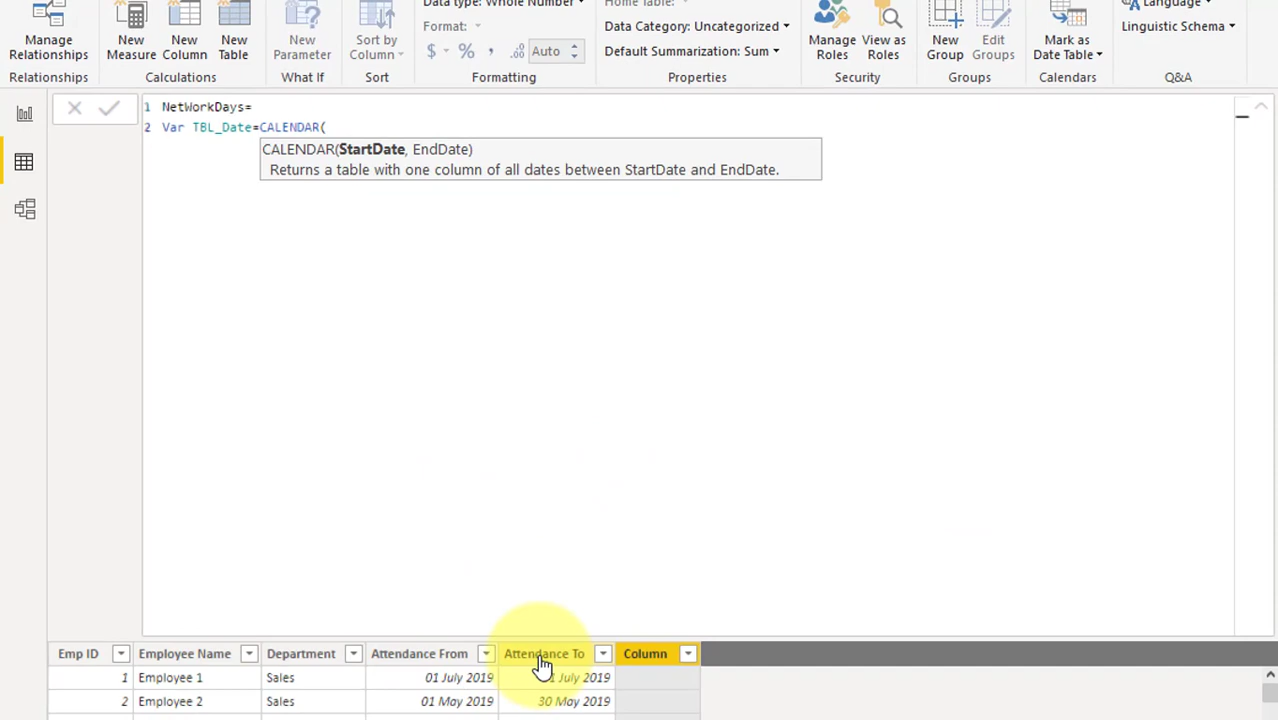 Data type: Whole Number
Home Table:
Language
Manage Relationships
New Measure
New Column
New Table
New Parameter
Sort by Column
Format:
$ % , .00 Auto
Data Category: Uncategorized
Default Summarization: Sum
Manage Roles
View as Roles
New Group
Edit Groups
Mark as Date Table
Linguistic Schema
Relationships
Calculations
What If
Sort
Formatting
Properties
Security
Groups
Calendars
Q&A
1 NetWorkDays=
2 Var TBL_Date=CALENDAR(
CALENDAR(StartDate, EndDate)
Returns a table with one column of all dates between StartDate and EndDate.
Emp ID Employee Name Department Attendance From Attendance To Column
1 Employee 1 Sales 01 July 2019 July 2019
2 Employee 2 Sales 01 May 2019 30 May 2019